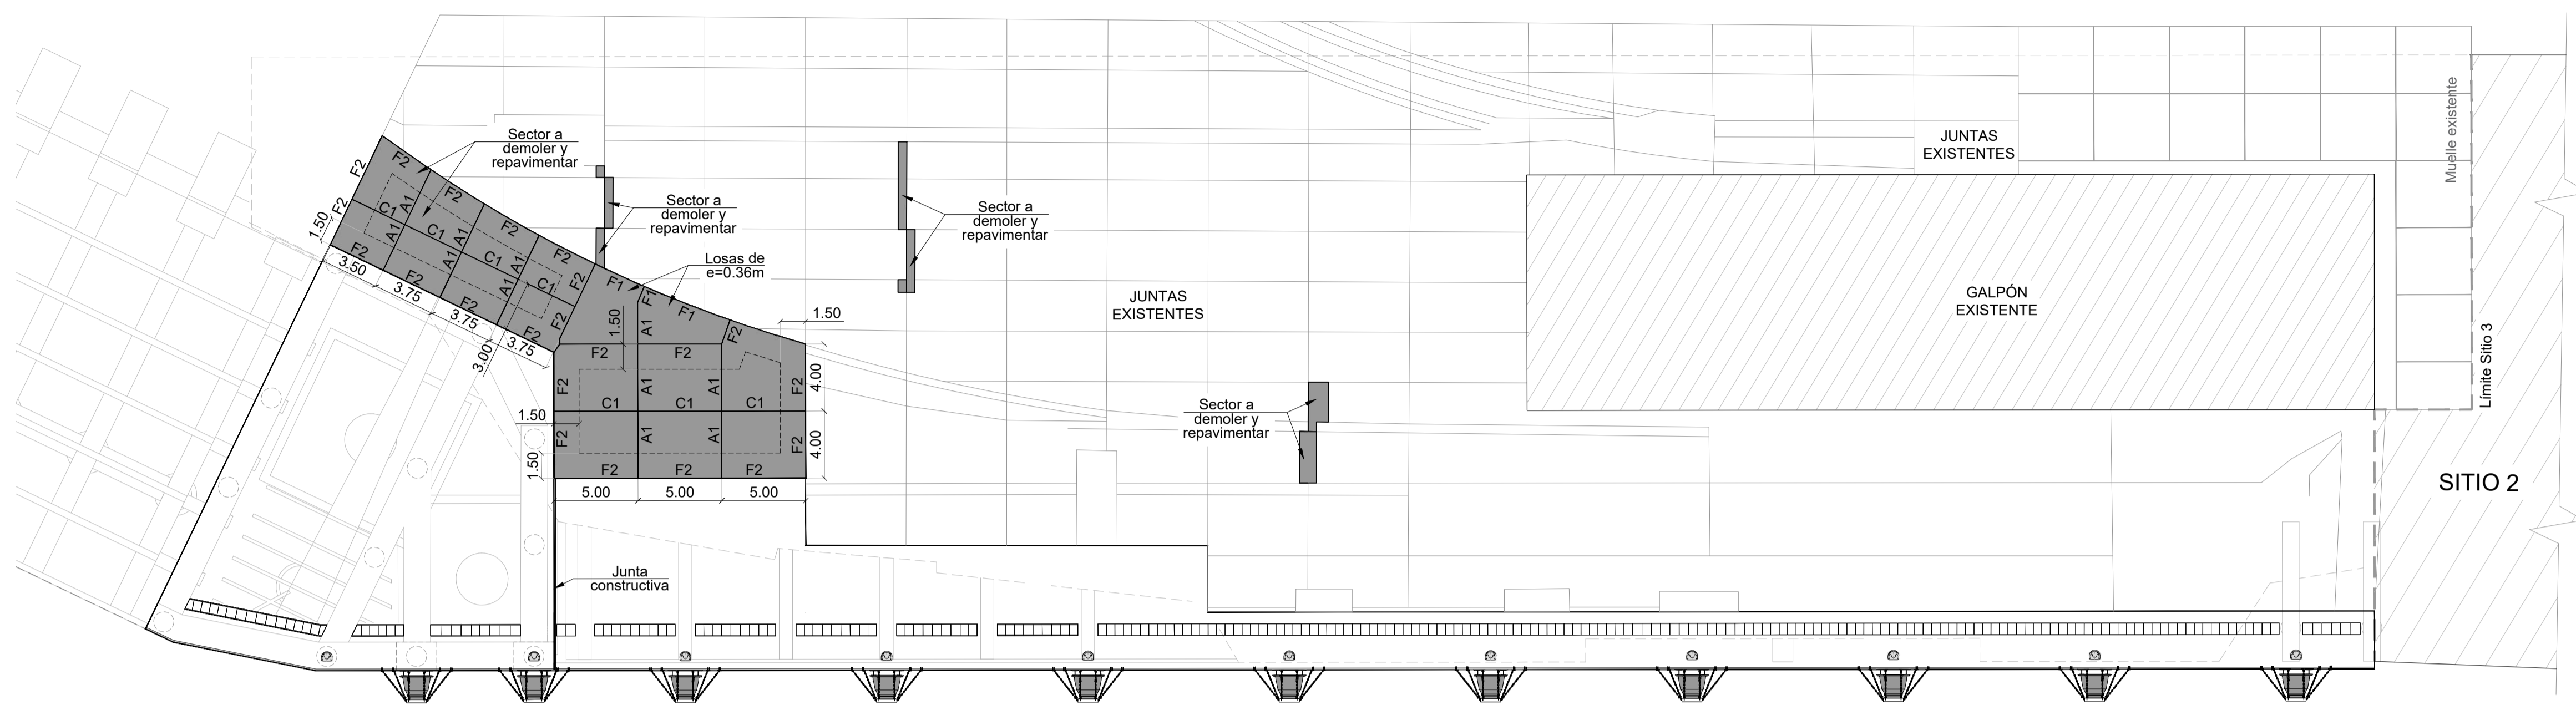 Sector a
demoler y
repavimentar
Sector a
demoler y
repavimentar
Sector a
demoler y
repavimentar
Losas de
e=0.36m
JUNTAS
EXISTENTES
JUNTAS
EXISTENTES
GALPÓN
EXISTENTE
Muelle existente
Límite Sitio 3
SITIO 2
Sector a
demoler y
repavimentar
Junta
constructiva
F2
F2
F2
F2
F2
F2
A1
A1
A1
C1
C1
C1
C1
A1
A1
A1
F2
F2
F2
F2
F2
F2
1.50
3.50
3.75
3.75
3.75
3.00
F1
F1
F1
A1
F2
1.50
1.50
F2
F2
F2
A1
A1
F2
4.00
C1
C1
C1
1.50
F2
A1
A1
F2
4.00
1.50
F2
F2
F2
5.00
5.00
5.00